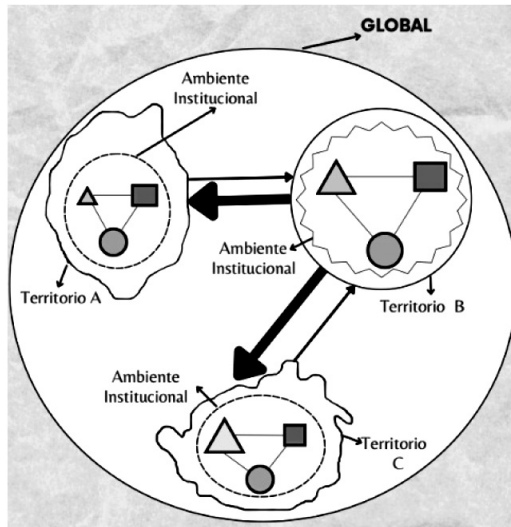 GLOBAL
Ambiente
Institucional
Ambiente
Institucional
Territorio A
Territorio B
Ambiente
Institucional
Territorio
C